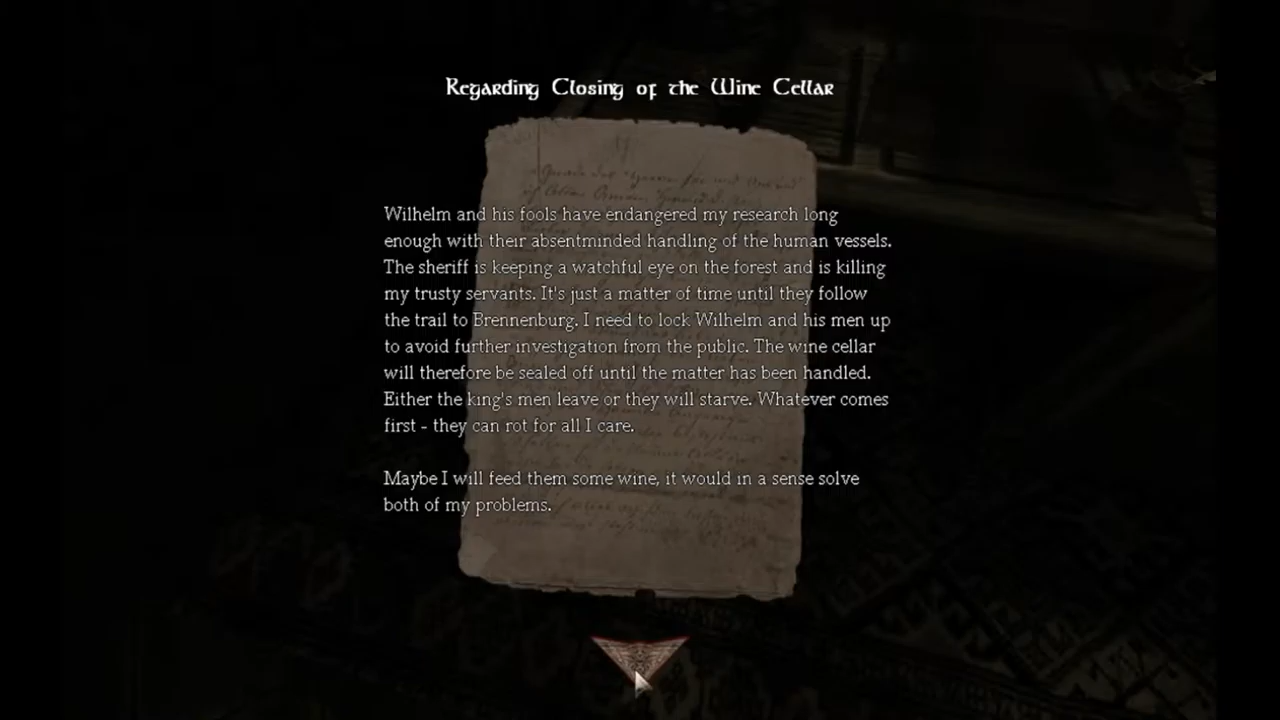 Regarding Closing of the Wine Cellar
Wilhelm and his fools have endangered my research long
enough with their absentminded handling of the human vessels.
The sheriff is keeping a watchful eye on the forest and is killing
my trusty servants. It's just a matter of time until they follow
the trail to Brennenburg. I need to lock Wilhelm and his men up
to avoid further investigation from the public. The wine cellar
will therefore be sealed off until the matter has been handled.
Either the king's men leave or they will starve. Whatever comes
first - they can rot for all I care.
Maybe I will feed them some wine, it would in a sense solve
both of my problems.